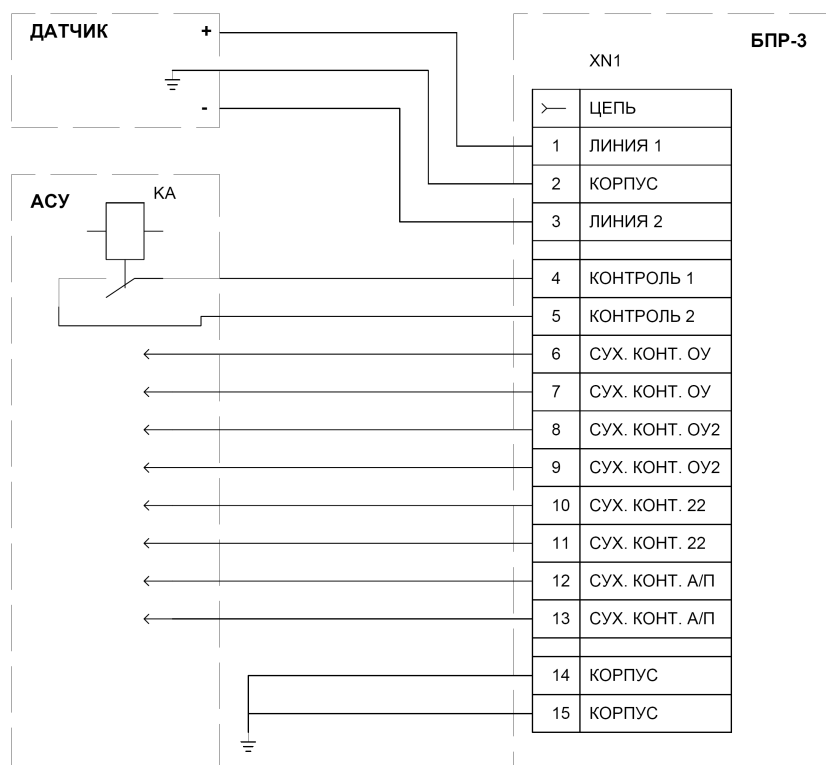 ДАТЧИК
+
-
БПР-3
XN1
ЦЕПЬ
1 ЛИНИЯ 1
2 КОРПУС
3 ЛИНИЯ 2
АСУ
КА
4 КОНТРОЛЬ 1
5 КОНТРОЛЬ 2
6 СУХ. КОНТ. ОУ
7 СУХ. КОНТ. ОУ
8 СУХ. КОНТ. ОУ2
9 СУХ. КОНТ. ОУ2
10 СУХ. КОНТ. 22
11 СУХ. КОНТ. 22
12 СУХ. КОНТ. А/П
13 СУХ. КОНТ. А/П
14 КОРПУС
15 КОРПУС